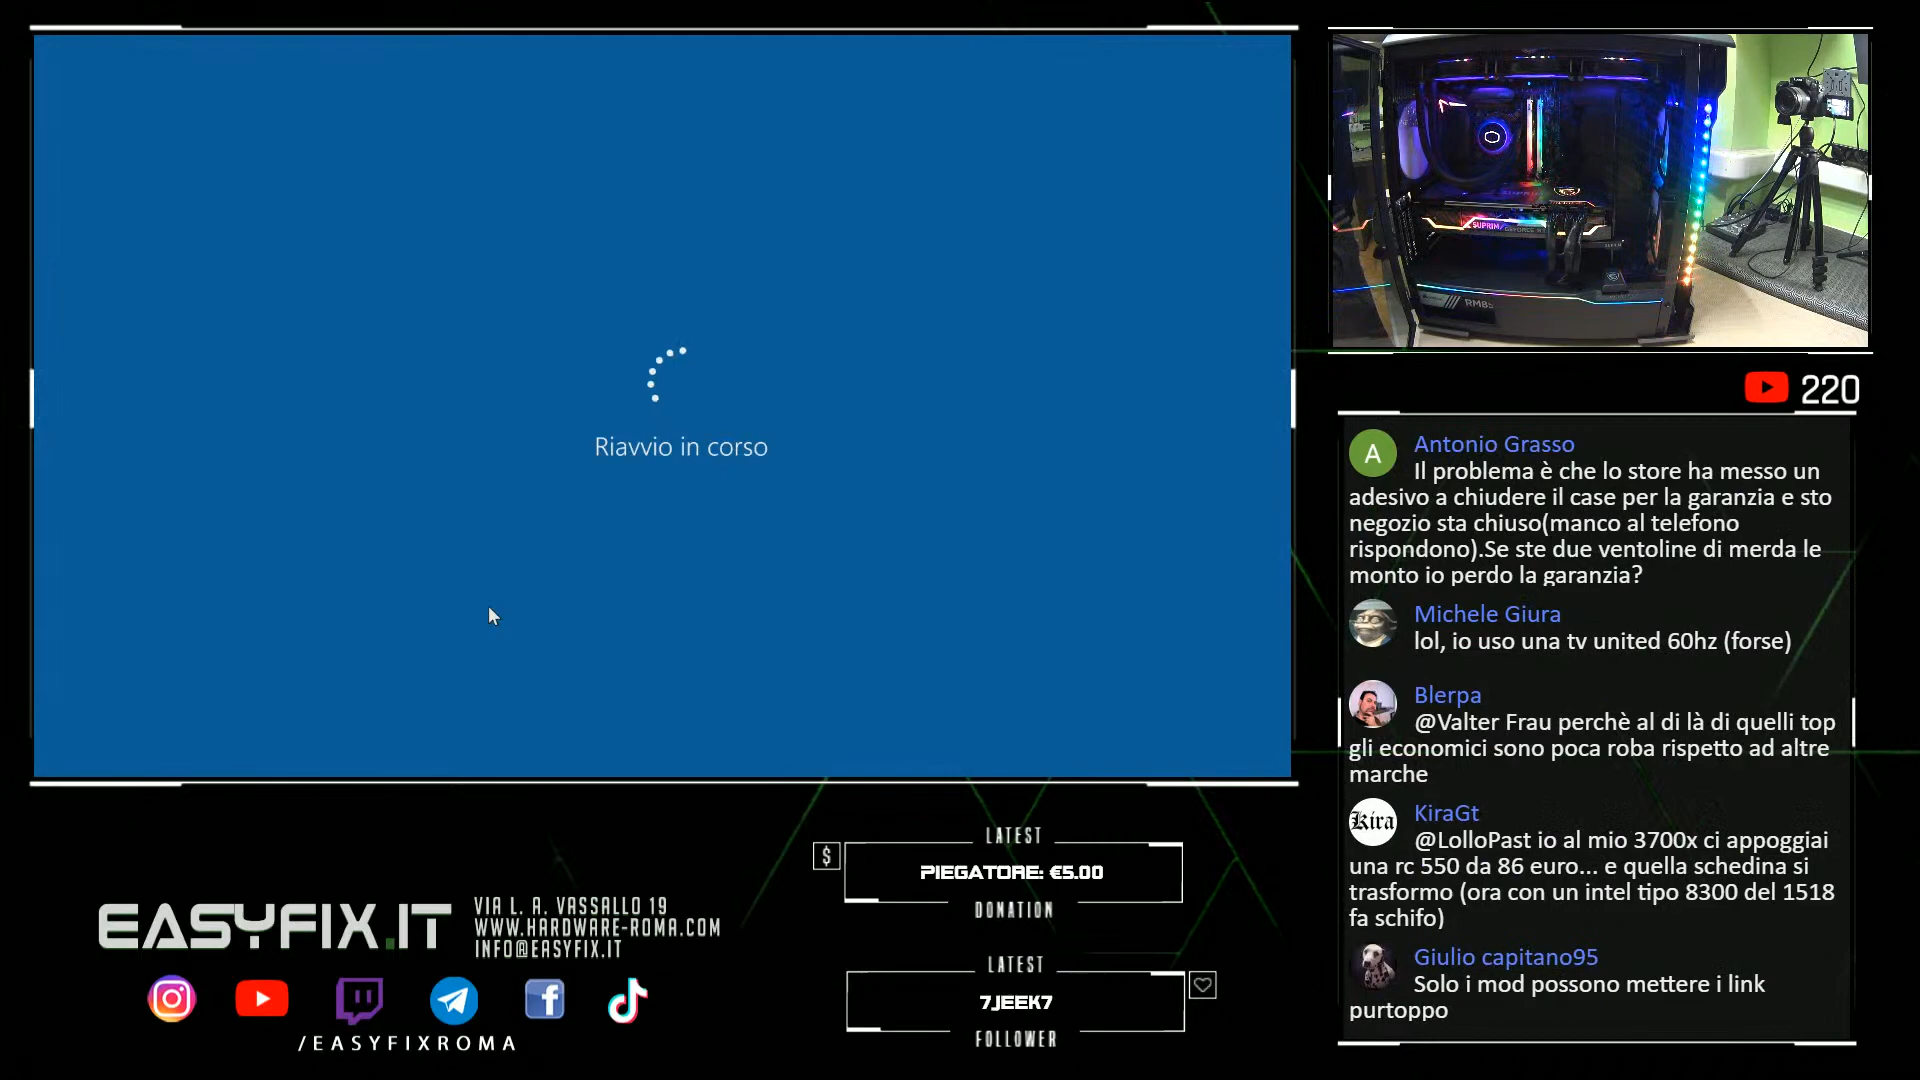 Riavvio in corso
SUPRIM
GEFORCE
220
A
Antonio Grasso
Il problema è che lo store ha messo un
adesivo a chiudere il case per la garanzia e sto
negozio sta chiuso(manco al telefono
rispondono).Se ste due ventoline di merda le
monto io perdo la garanzia?
Michele Giura
lol, io uso una tv united 60hz (forse)
Blerpa
@Valter Frau perchè al di là di quelli top
gli economici sono poca roba rispetto ad altre
marche
Kira
KiraGt
@LolloPast io al mio 3700x ci appoggiai
una rc 550 da 86 euro... e quella schedina si
trasformo (ora con un intel tipo 8300 del 1518
fa schifo)
Giulio capitano95
Solo i mod possono mettere i link
purtoppo
$
LATEST
PIEGATORE: €5.00
DONATION
LATEST
7JEEK7
FOLLOWER
EASYFIX.IT
VIA L. A. VASSALLO 19
WWW.HARDWARE-ROMA.COM
INFO@EASYFIX.IT
/EASYFIXROMA